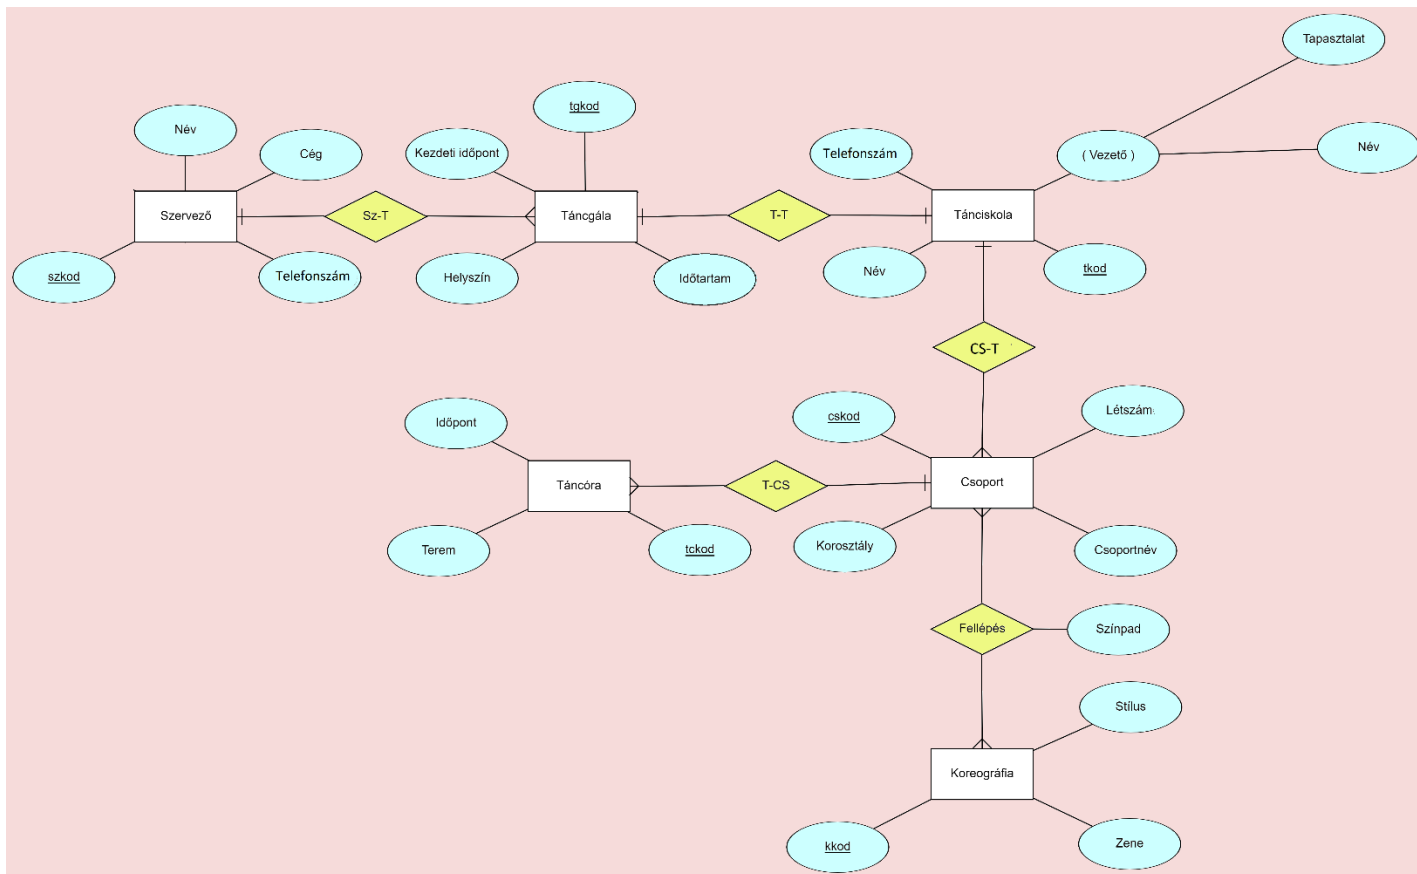 Tapasztalat
tgkod
Név
Kezdeti időpont
Cég
Telefonszám
( Vezető )
Név
Szervező
Sz-T
Táncgála
T-T
Tánciskola
szkod
Telefonszám
Helyszín
Időtartam
Név
tkod
CS-T
Időpont
cskod
Létszám
Táncóra
T-CS
Csoport
Terem
tckod
Korosztály
Csoportnév
Fellépés
Színpad
Stílus
Koreográfia
kkod
Zene